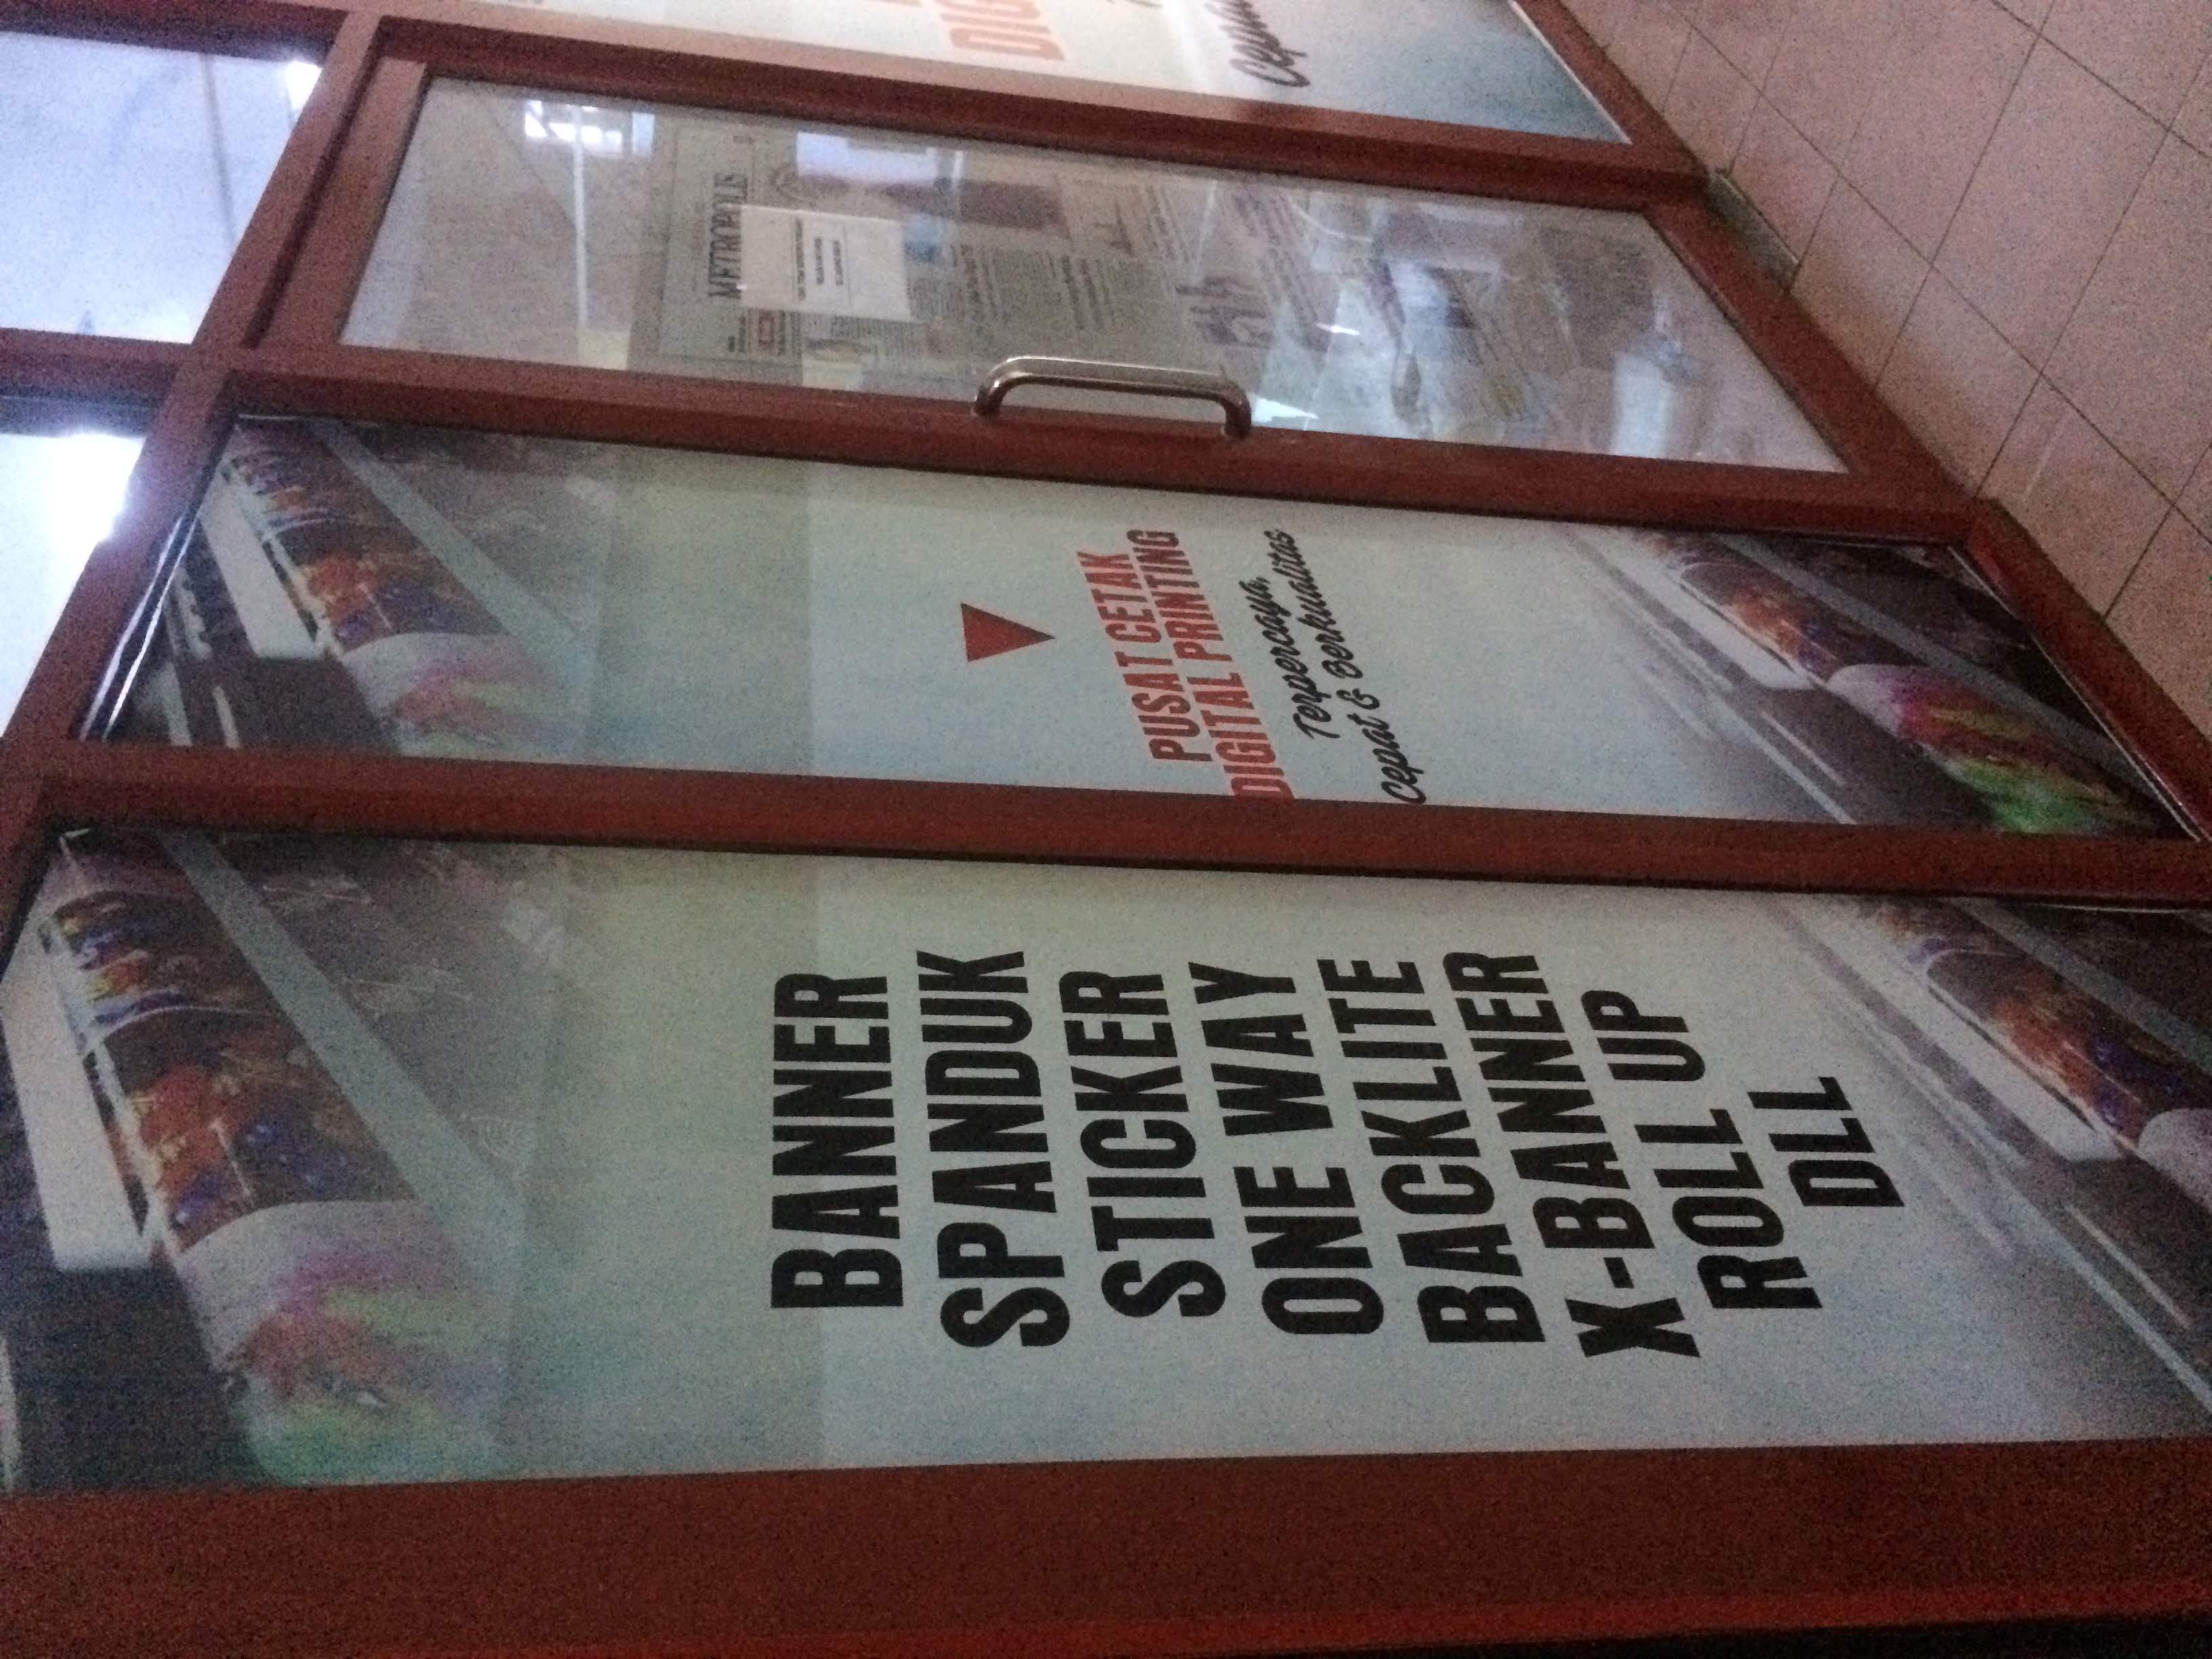 BANNER
SPANDUK
STICKER
ONE WAY
BACKLITE
X-BANNER
ROLL UP
DLL
PUSAT CETAK
DIGITAL PRINTING
Terpercaya,
Cepat & Berkualitas
METROPOLIS